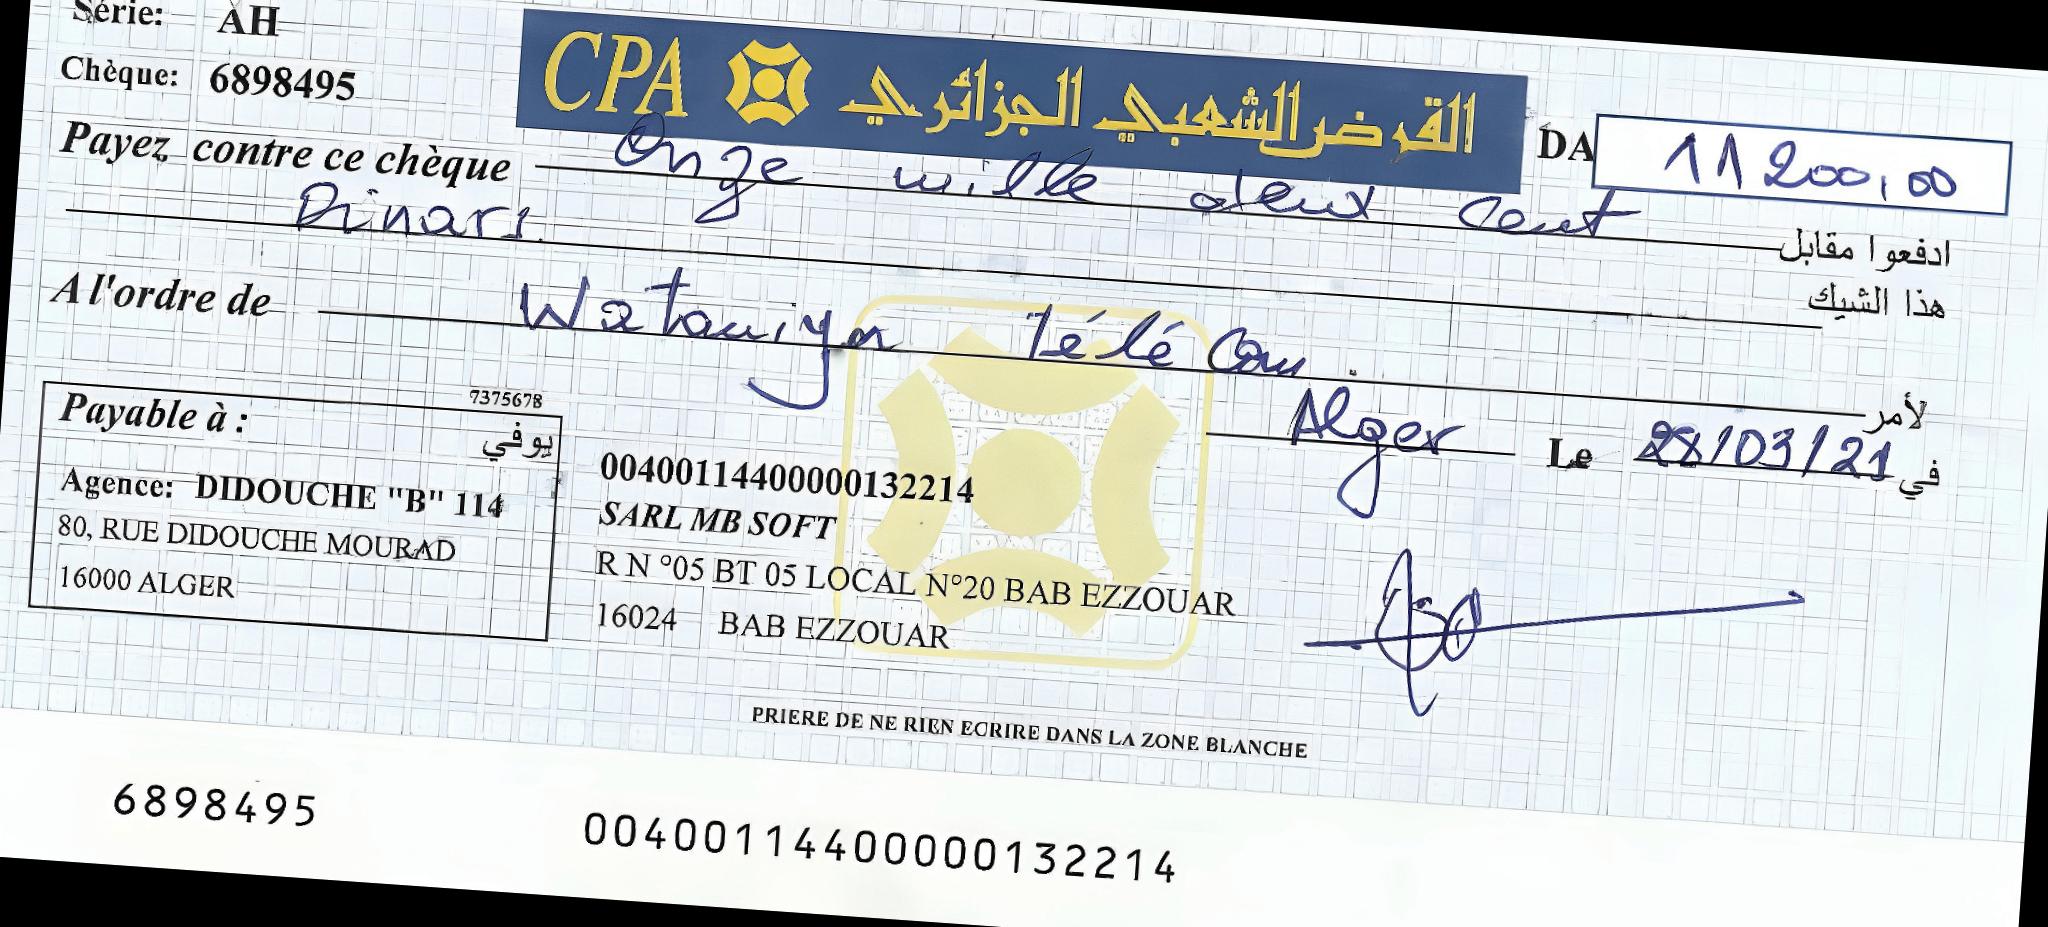 Série: AH
Chèque: 6898495
CPA القرض الشعبي الجزائري
DA 11 200,00
Payez contre ce chèque Onze mille deux cent ادفعوا مقابل
Dinars. هذا الشيك
A l'ordre de Wataniya Télécom. لأمر
7375678
Payable à : يوفي
Agence: DIDOUCHE "B" 114
80, RUE DIDOUCHE MOURAD
16000 ALGER
Alger Le 28/03/21 في
00400114400000132214
SARL MB SOFT
R N °05 BT 05 LOCAL N°20 BAB EZZOUAR
16024 BAB EZZOUAR
PRIERE DE NE RIEN ECRIRE DANS LA ZONE BLANCHE
6898495 00400114400000132214